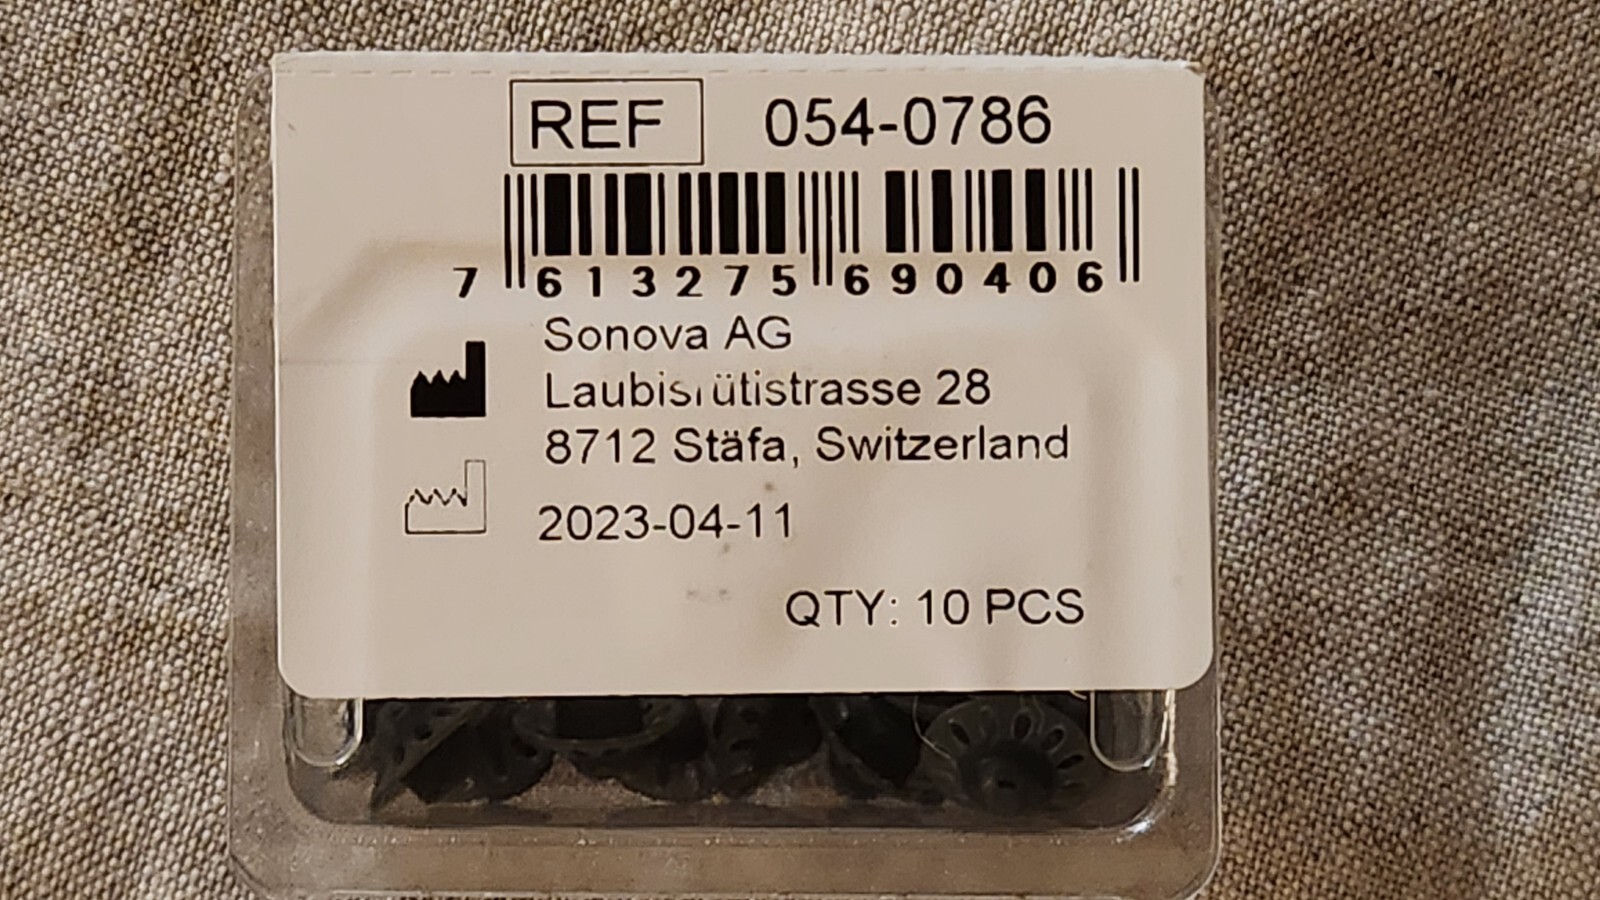 REF 054-0786
7 613275 690406
Sonova AG
Laubisrütistrasse 28
8712 Stäfa, Switzerland
2023-04-11
QTY: 10 PCS